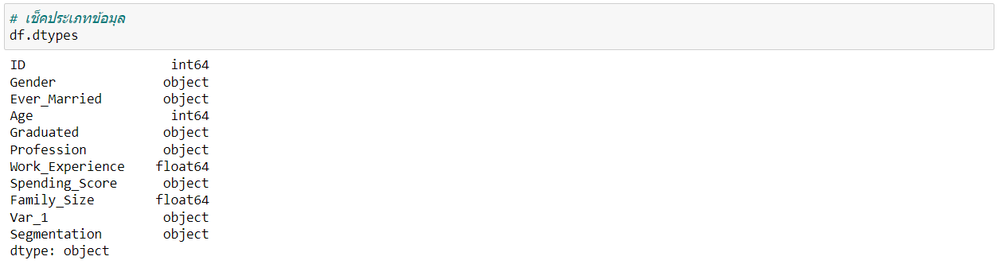 # เช็คประเภทข้อมุล
df.dtypes
ID int64
Gender object
Ever_Married object
Age int64
Graduated object
Profession object
Work_Experience float64
Spending_Score object
Family_Size float64
Var_1 object
Segmentation object
dtype: object